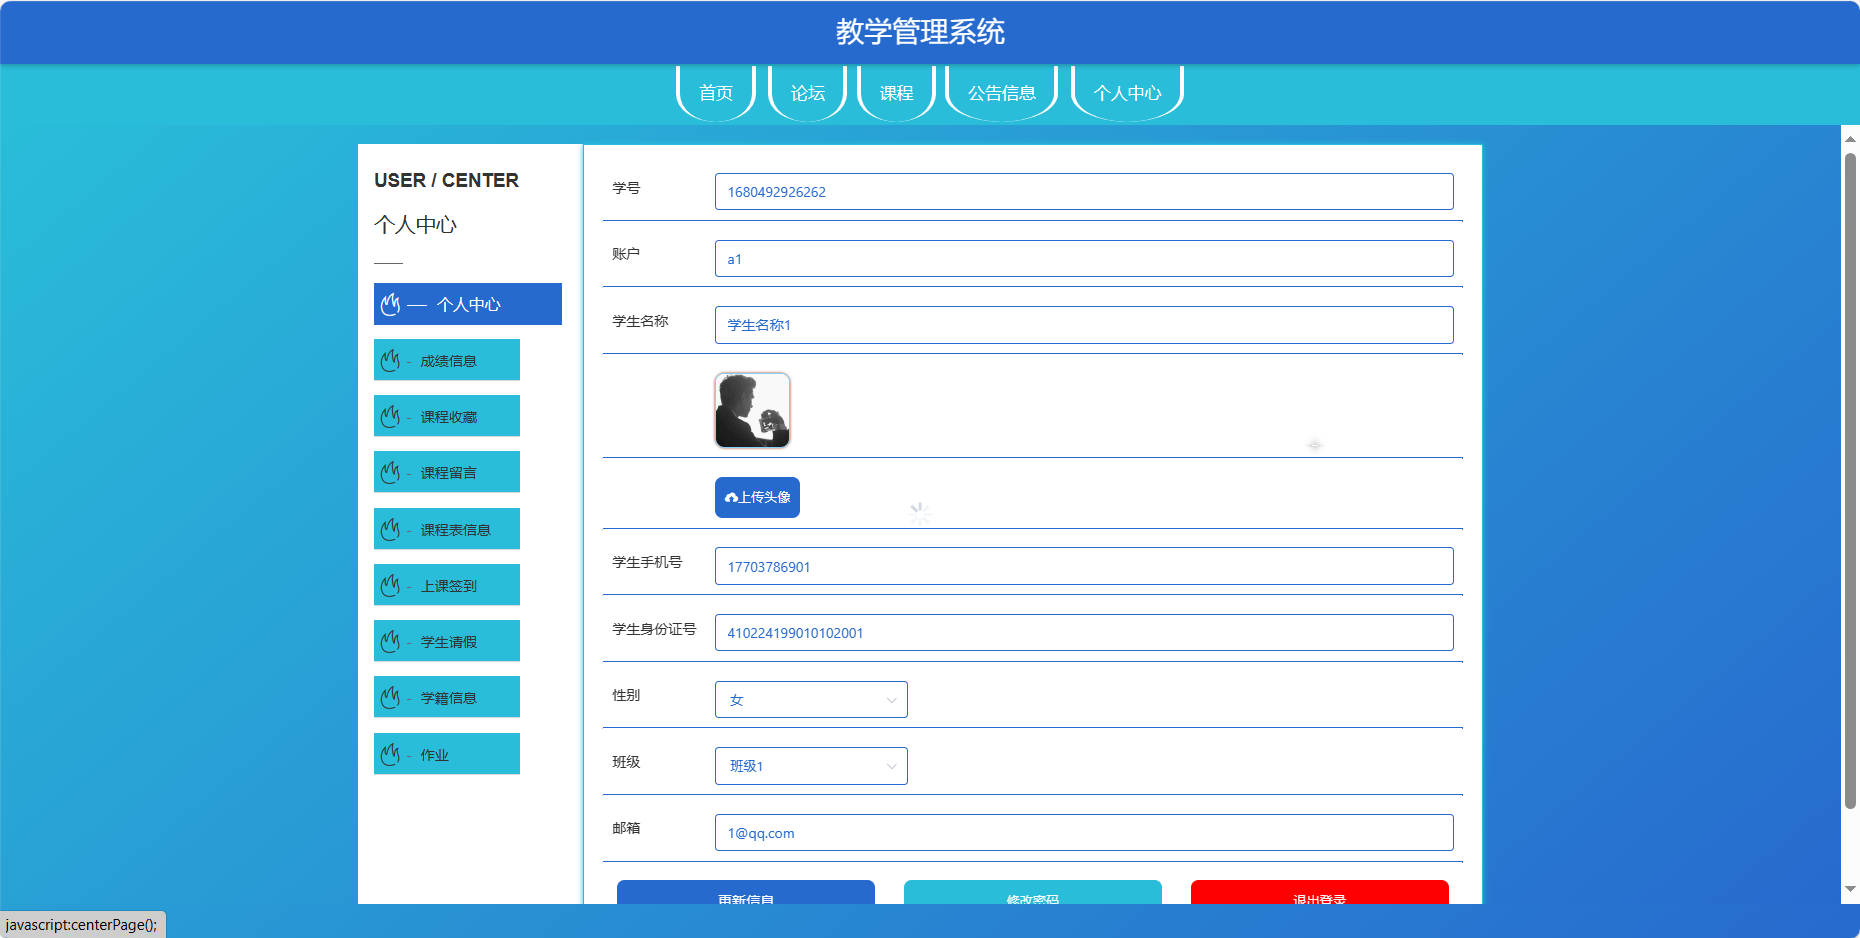 教学管理系统
首页
论坛
课程
公告信息
个人中心
USER / CENTER
个人中心
个人中心
- 成绩信息
- 课程收藏
- 课程留言
- 课程表信息
- 上课签到
- 学生请假
- 学籍信息
- 作业
学号
1680492926262
账户
a1
学生名称
学生名称1
上传头像
学生手机号
17703786901
学生身份证号
410224199010102001
性别
女
班级
班级1
邮箱
1@qq.com
更新信息
修改密码
退出登录
javascript:centerPage();